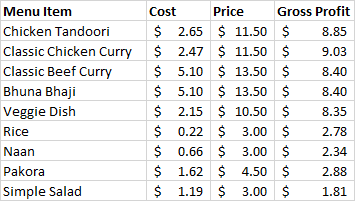 Menu Item Cost Price Gross Profit
Chicken Tandoori $ 2.65 $ 11.50 $ 8.85
Classic Chicken Curry $ 2.47 $ 11.50 $ 9.03
Classic Beef Curry $ 5.10 $ 13.50 $ 8.40
Bhuna Bhaji $ 5.10 $ 13.50 $ 8.40
Veggie Dish $ 2.15 $ 10.50 $ 8.35
Rice $ 0.22 $ 3.00 $ 2.78
Naan $ 0.66 $ 3.00 $ 2.34
Pakora $ 1.62 $ 4.50 $ 2.88
Simple Salad $ 1.19 $ 3.00 $ 1.81